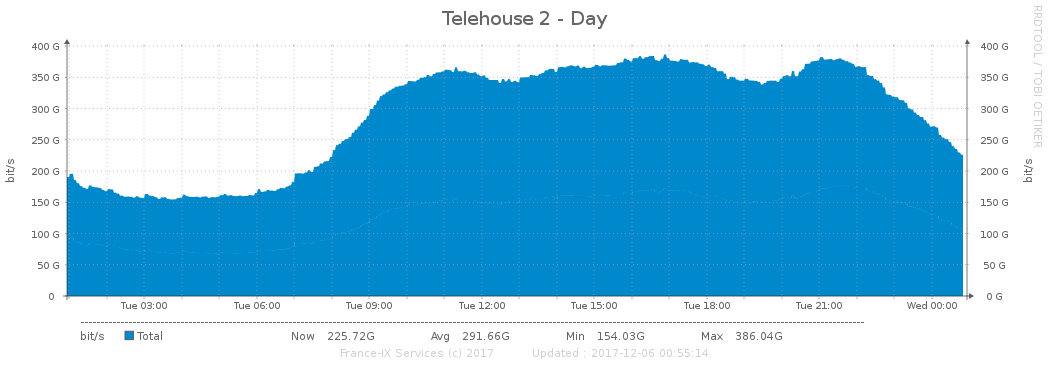 Telehouse 2 - Day
RRDTOOL / TOBI OETIKER
400 G 400 G
350 G 350 G
300 G 300 G
250 G 250 G
200 G 200 G
150 G 150 G
100 G 100 G
50 G 50 G
0 0 G
bit/s bit/s
Tue 03:00 Tue 06:00 Tue 09:00 Tue 12:00 Tue 15:00 Tue 18:00 Tue 21:00 Wed 00:00
bit/s Total Now 225.72G Avg 291.66G Min 154.03G Max 386.04G
France-IX Services (c) 2017 Updated : 2017-12-06 00:55:14